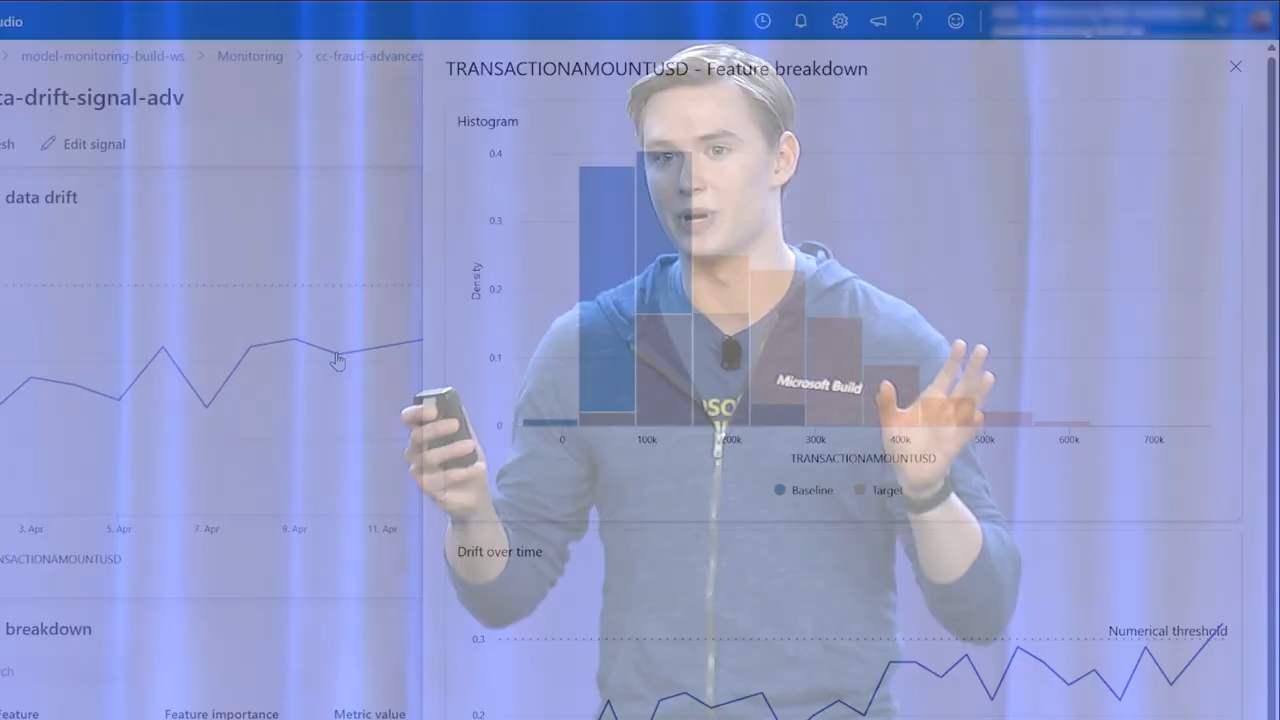 udio
model-monitoring-build-ws
Monitoring
cc-fraud-advanced
ta-drift-signal-adv
esh
Edit signal
data drift
3. Apr
5. Apr
7. Apr
9. Apr
11. Apr
NSACTIONAMOUNTUSD
breakdown
rch
Feature
Feature importance
Metric value
TRANSACTIONAMOUNTUSD - Feature breakdown
Histogram
Density
0.4
0.3
0.2
0.1
0
0
100k
200k
300k
400k
500k
600k
700k
TRANSACTIONAMOUNTUSD
Baseline
Target
Microsoft Build
Drift over time
0.3
Numerical threshold
0.2